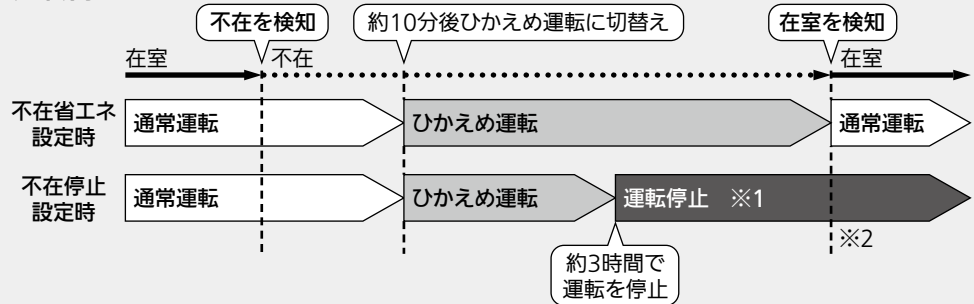 不在を検知
約10分後ひかえめ運転に切替え
在室を検知
在室
不在
在室
不在省エネ
設定時
通常運転
ひかえめ運転
通常運転
不在停止
設定時
通常運転
ひかえめ運転
運転停止 ※1
※2
約3時間で
運転を停止